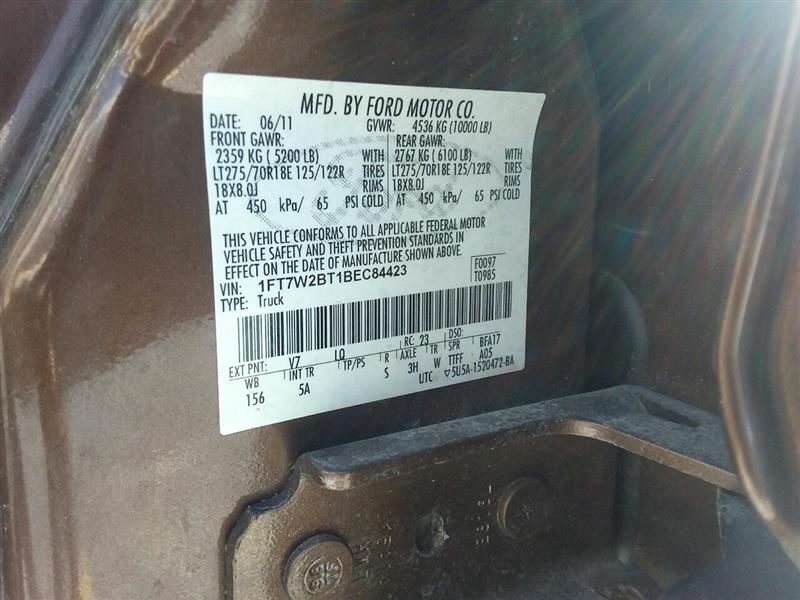 MFD. BY FORD MOTOR CO.
DATE: 06/11 GVWR: 4536 KG (10000 LB)
FRONT GAWR: REAR GAWR:
2359 KG ( 5200 LB) WITH 2767 KG ( 6100 LB) WITH
LT275/70R18E 125/122R TIRES LT275/70R18E 125/122R TIRES
18X8.0J RIMS 18X8.0J RIMS
AT 450 kPa/ 65 PSI COLD AT 450 kPa/ 65 PSI COLD
THIS VEHICLE CONFORMS TO ALL APPLICABLE FEDERAL MOTOR
VEHICLE SAFETY AND THEFT PREVENTION STANDARDS IN
EFFECT ON THE DATE OF MANUFACTURE SHOWN ABOVE.
VIN: 1FT7W2BT1BEC84423 F0097
TYPE: Truck T0985
EXT PNT: V7 LQ RC: 23 DSO:
WB INT TR TP/PS R AXLE TR SPR BFA17
156 5A S 3H W TTFF A05
UTC ▽5U5A-1520472-BA